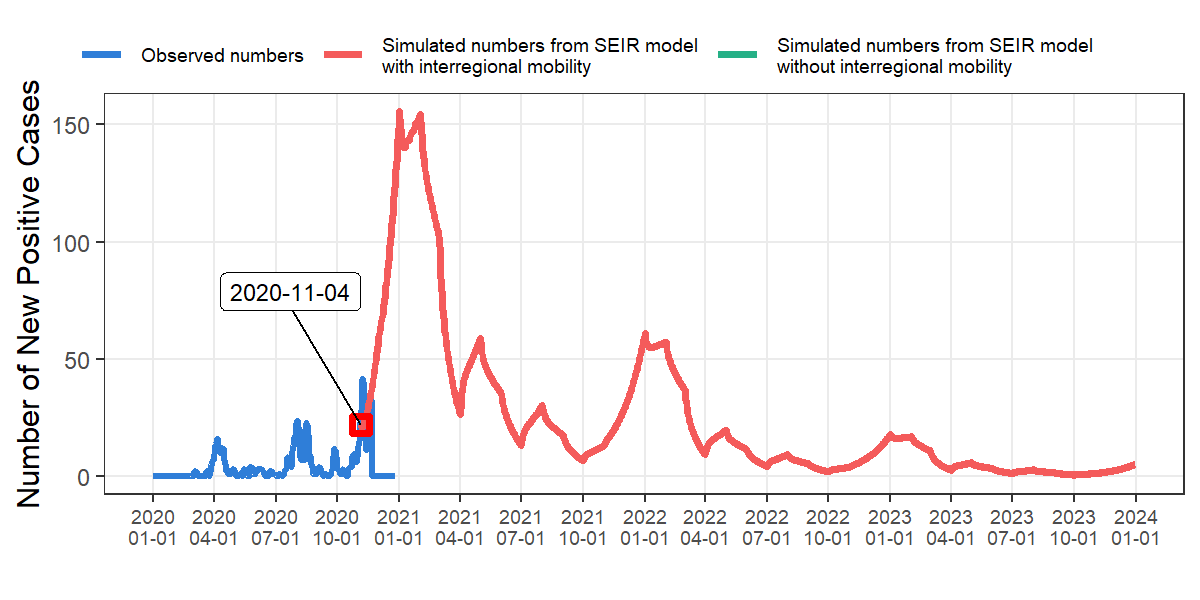 Observed numbers
Simulated numbers from SEIR model
with interregional mobility
Simulated numbers from SEIR model
without interregional mobility
Number of New Positive Cases
150
100
50
0
2020-11-04
2020 2020 2020 2020 2021 2021 2021 2021 2022 2022 2022 2022 2023 2023 2023 2023 2024
01-01 04-01 07-01 10-01 01-01 04-01 07-01 10-01 01-01 04-01 07-01 10-01 01-01 04-01 07-01 10-01 01-01